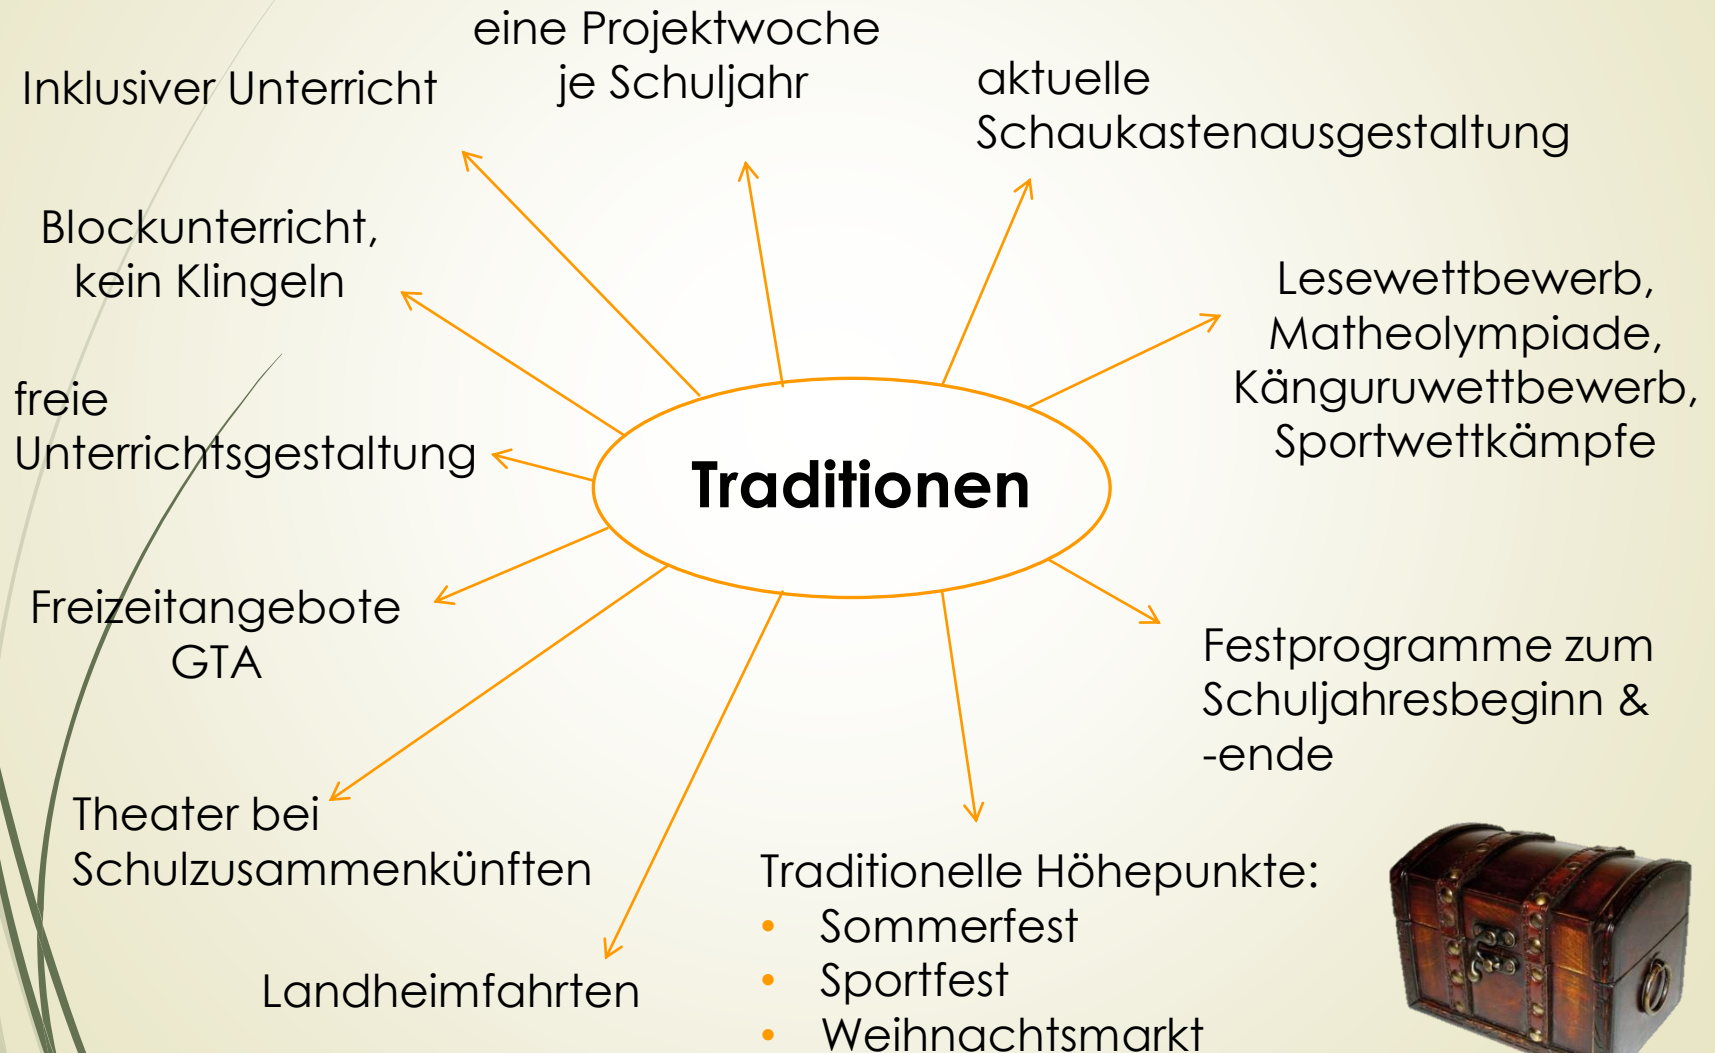 eine Projektwoche
je Schuljahr
Inklusiver Unterricht
aktuelle
Schaukastenausgestaltung
Blockunterricht,
kein Klingeln
Lesewettbewerb,
Matheolympiade,
Känguruwettbewerb,
Sportwettkämpfe
freie
Unterrichtsgestaltung
Traditionen
Freizeitangebote
GTA
Festprogramme zum
Schuljahresbeginn &
-ende
Theater bei
Schulzusammenkünften
Traditionelle Höhepunkte:
• Sommerfest
• Sportfest
• Weihnachtsmarkt
Landheimfahrten